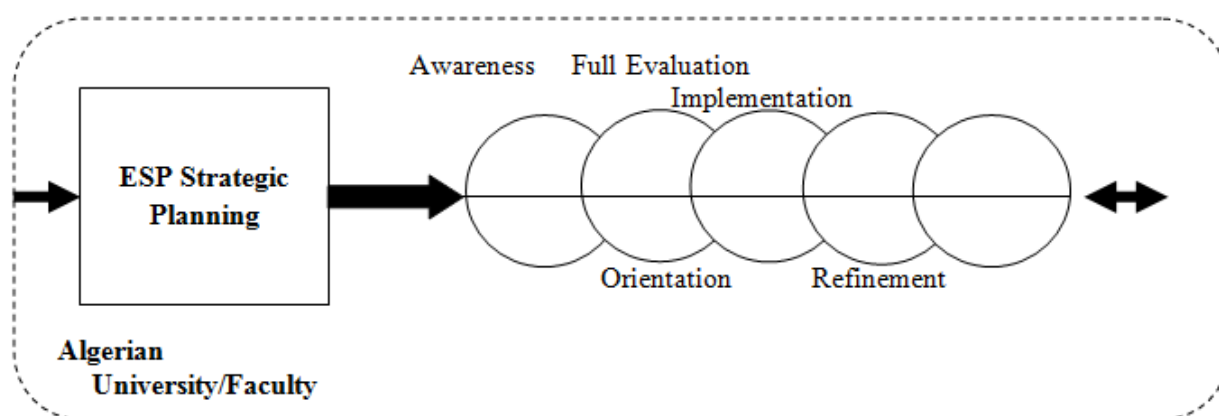 Awareness Full Evaluation
Implementation
ESP Strategic
Planning
Orientation Refinement
Algerian
University/Faculty